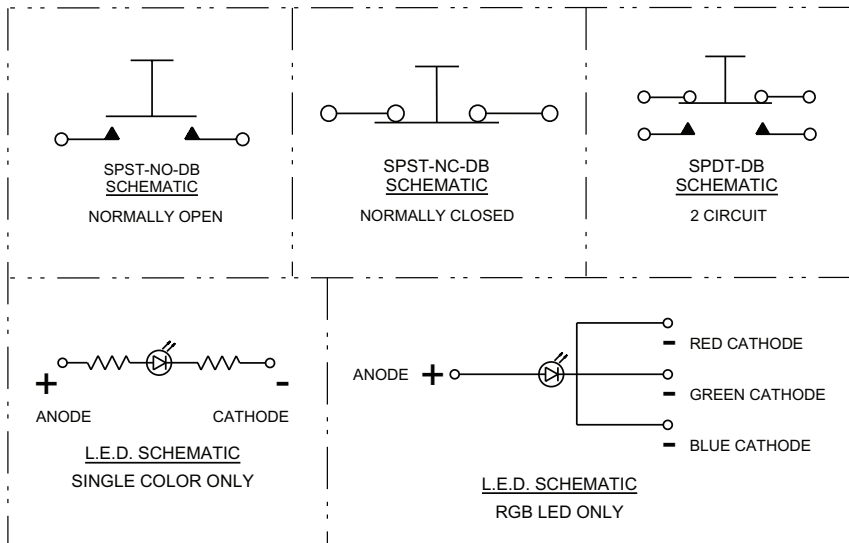 SPST-NO-DB
SCHEMATIC
NORMALLY OPEN
SPST-NC-DB
SCHEMATIC
NORMALLY CLOSED
SPDT-DB
SCHEMATIC
2 CIRCUIT
+ -
ANODE CATHODE
L.E.D. SCHEMATIC
SINGLE COLOR ONLY
ANODE +
- RED CATHODE
- GREEN CATHODE
- BLUE CATHODE
L.E.D. SCHEMATIC
RGB LED ONLY